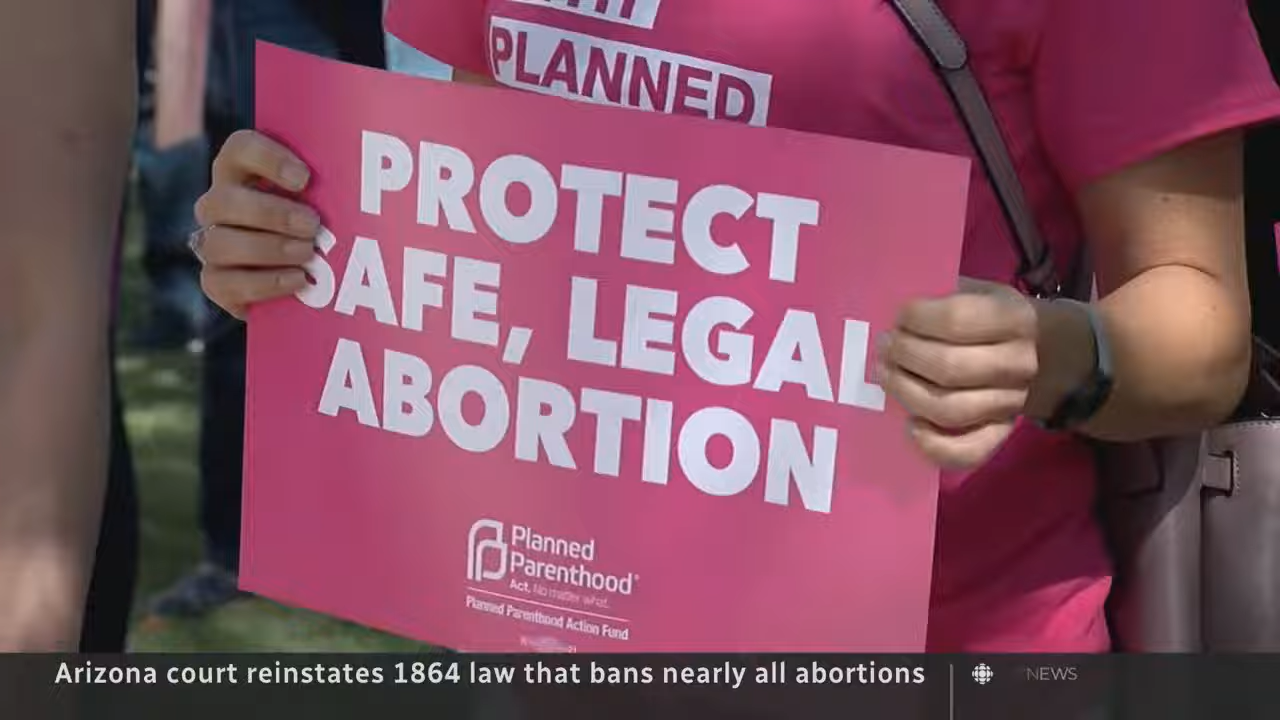 PLANNED
PROTECT
SAFE, LEGAL
ABORTION
Planned
Parenthood®
Act. No matter what.
Planned Parenthood Action Fund
Arizona court reinstates 1864 law that bans nearly all abortions
NEWS